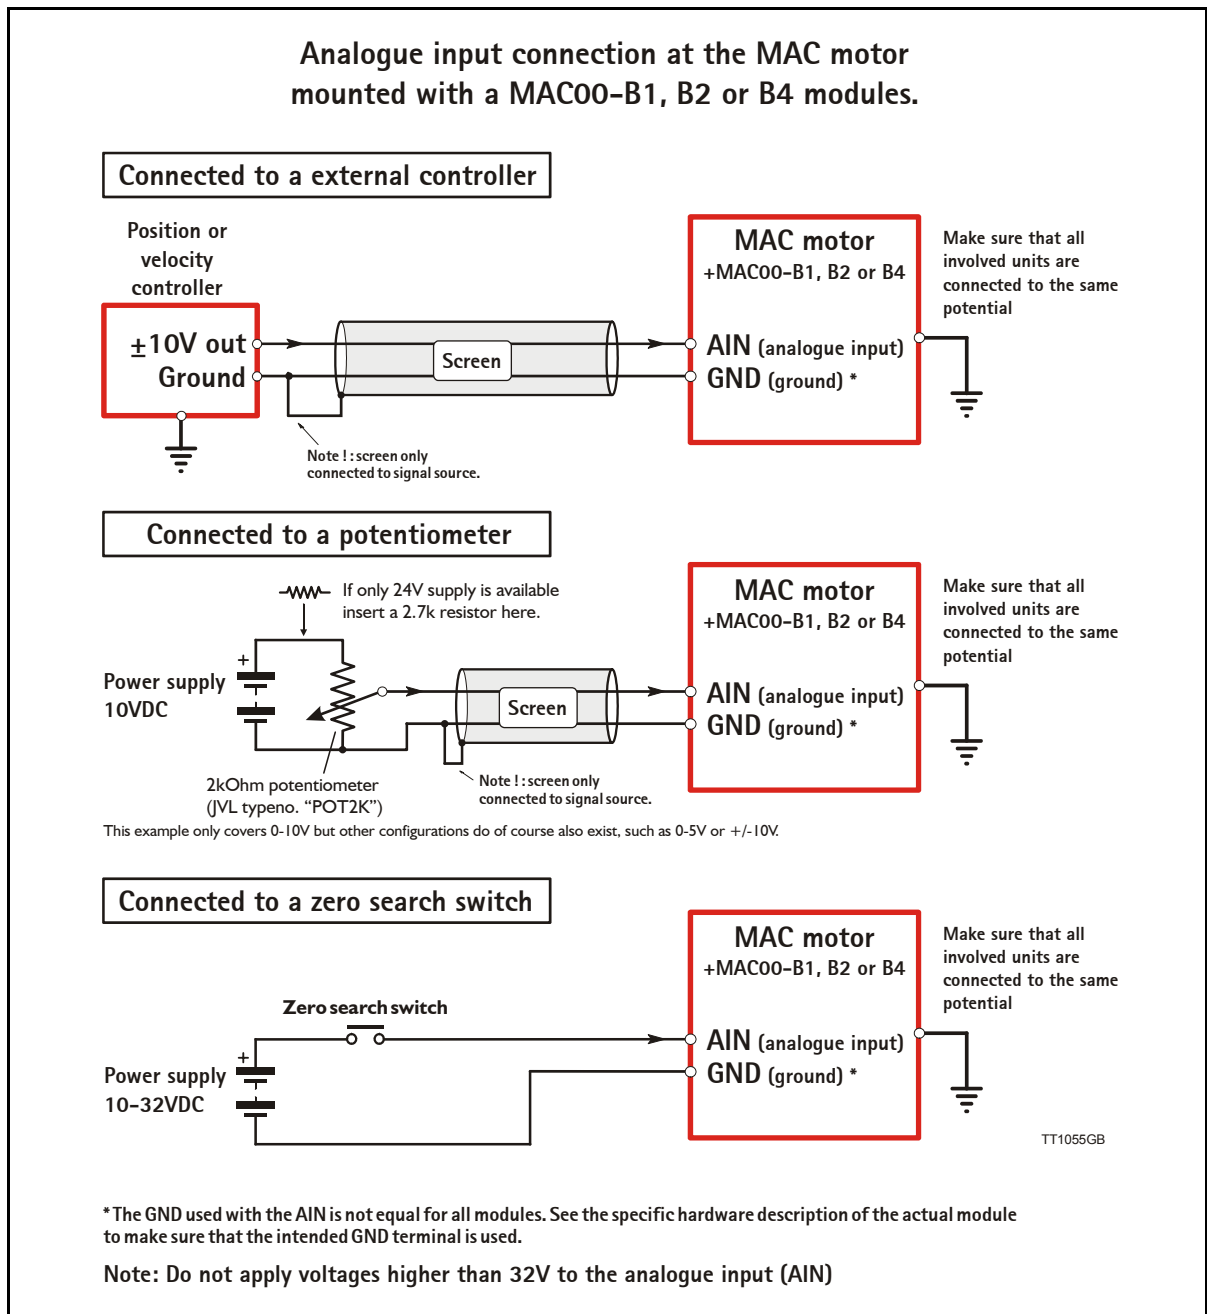 Analogue input connection at the MAC motor
mounted with a MAC00-B1, B2 or B4 modules.
Connected to a external controller
Position or
velocity
controller
±10V out
Ground
Screen
Note ! : screen only
connected to signal source.
MAC motor
+MAC00-B1, B2 or B4
AIN (analogue input)
GND (ground) *
Make sure that all
involved units are
connected to the same
potential
Connected to a potentiometer
If only 24V supply is available
insert a 2.7k resistor here.
+
Power supply
10VDC
Screen
2kOhm potentiometer
(JVL typeno. “POT2K”)
Note ! : screen only
connected to signal source.
MAC motor
+MAC00-B1, B2 or B4
AIN (analogue input)
GND (ground) *
Make sure that all
involved units are
connected to the same
potential
This example only covers 0-10V but other configurations do of course also exist, such as 0-5V or +/-10V.
Connected to a zero search switch
Zero search switch
+
Power supply
10-32VDC
MAC motor
+MAC00-B1, B2 or B4
AIN (analogue input)
GND (ground) *
Make sure that all
involved units are
connected to the same
potential
TT1055GB
* The GND used with the AIN is not equal for all modules. See the specific hardware description of the actual module
to make sure that the intended GND terminal is used.
Note: Do not apply voltages higher than 32V to the analogue input (AIN)